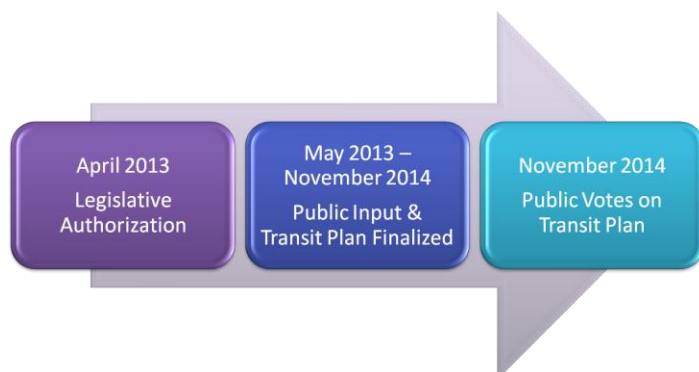 April 2013
Legislative
Authorization
May 2013 –
November 2014
Public Input &
Transit Plan Finalized
November 2014
Public Votes on
Transit Plan